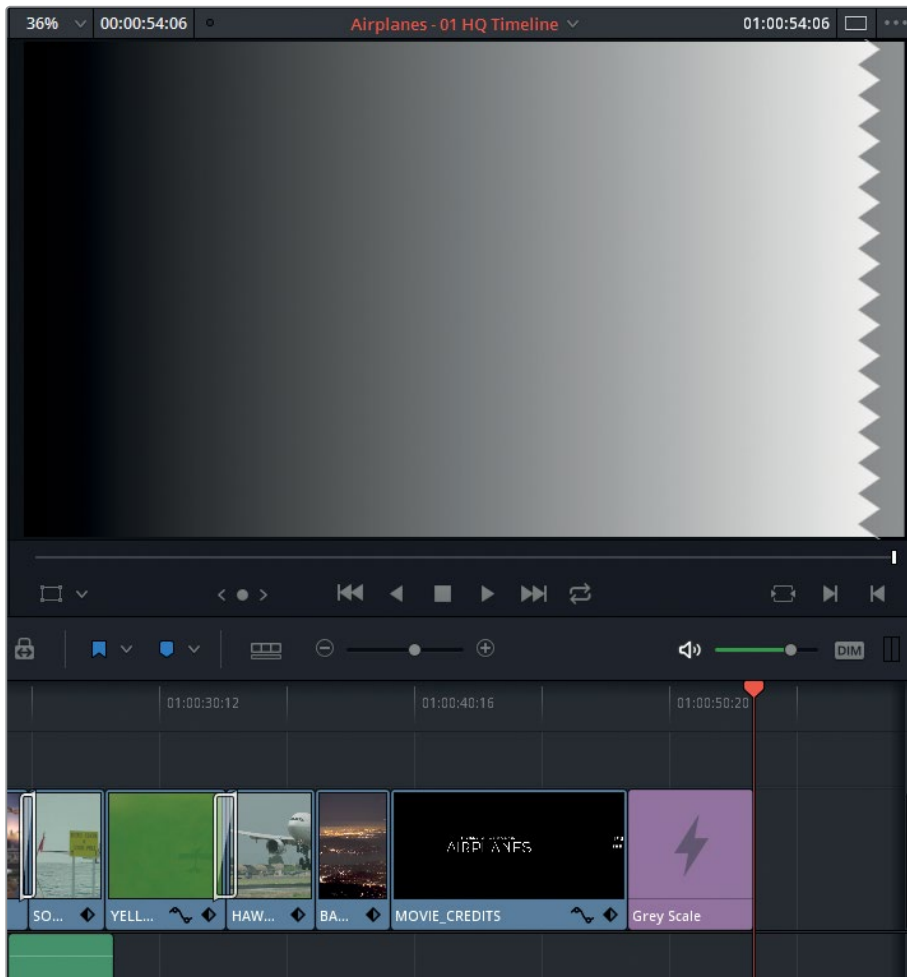 36% 00:00:54:06 Airplanes - 01 HQ Timeline 01:00:54:06
DIM
01:00:30:12 01:00:40:16 01:00:50:20
AIRPLANES
SO... YELL... HAW... BA... MOVIE_CREDITS Grey Scale